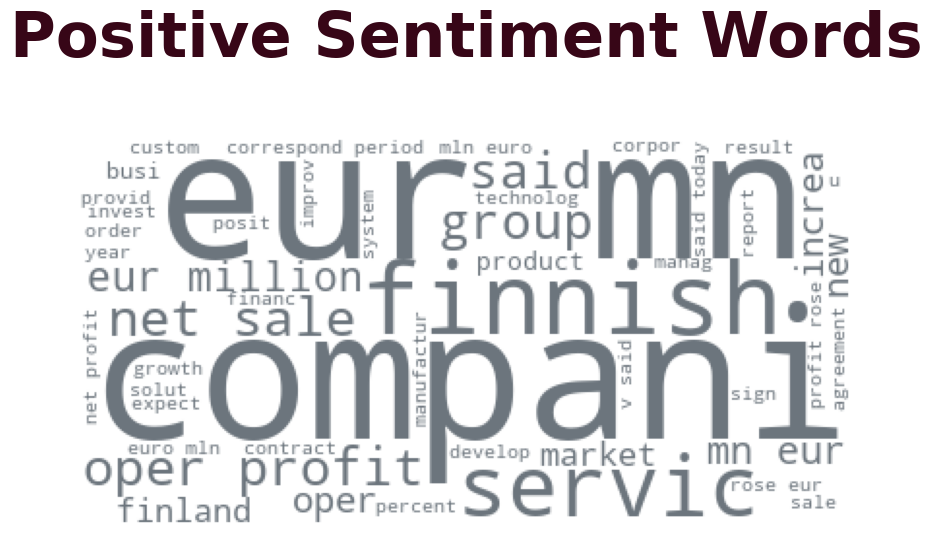 Positive Sentiment Words
custom
correspond period
mln euro
corpor
result
busi
eur mn
said
said today
increa
u
provid
invest
improv
technolog
report
order
posit
system
group
year
eur million
product
manag
new
financ
finnish
net sale
profit rose
agreement
net profit
compani
manufactur
v said
growth
solut
expect
sign
euro mln
contract
oper profit
develop
market
mn eur
servic
rose eur
finland
oper
percent
sale